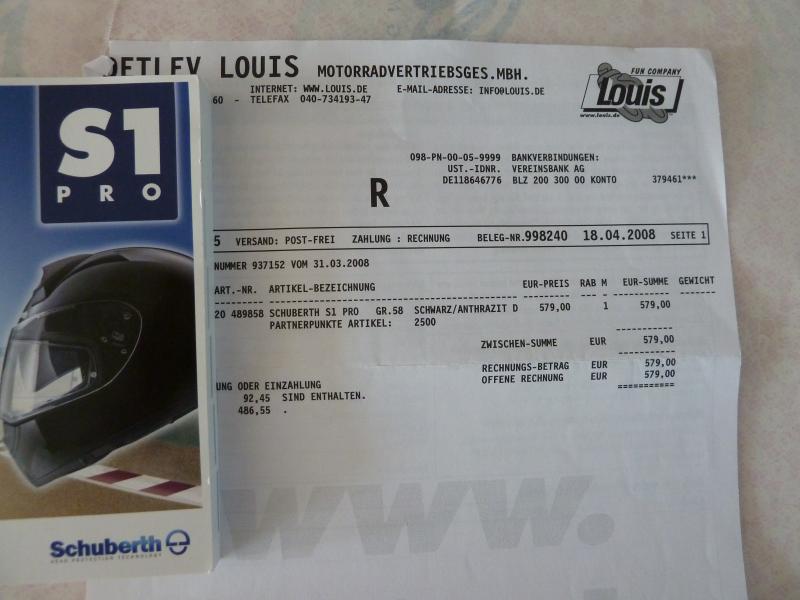 DETLEV LOUIS MOTORRADVERTRIEBSGES.MBH.
INTERNET: WWW.LOUIS.DE E-MAIL-ADRESSE: INFO@LOUIS.DE
60 - TELEFAX 040-734193-47
FUN COMPANY
Louis
www.louis.de
098-PN-00-05-9999 BANKVERBINDUNGEN:
UST.-IDNR. VEREINSBANK AG
DE118646776 BLZ 200 300 00 KONTO 379461***
R
5 VERSAND: POST-FREI ZAHLUNG : RECHNUNG BELEG-NR.998240 18.04.2008 SEITE 1
NUMMER 937152 VOM 31.03.2008
ART.-NR. ARTIKEL-BEZEICHNUNG EUR-PREIS RAB M EUR-SUMME GEWICHT
20 489858 SCHUBERTH S1 PRO GR.58 SCHWARZ/ANTHRAZIT D 579,00 1 579,00
PARTNERPUNKTE ARTIKEL: 2500
ZWISCHEN-SUMME EUR 579,00
RECHNUNGS-BETRAG EUR 579,00
OFFENE RECHNUNG EUR 579,00
UNG ODER EINZAHLUNG
92,45 SIND ENTHALTEN.
486,55 .
www.
S1
PRO
Schuberth
HEAD PROTECTION TECHNOLOGY